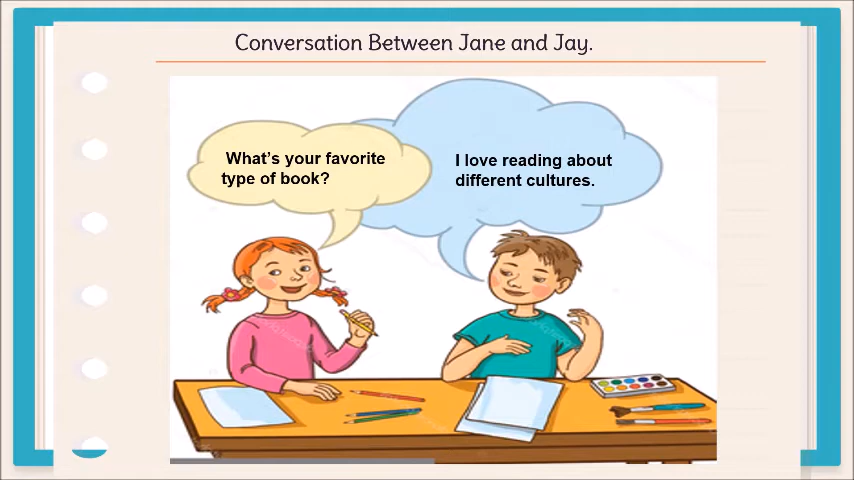 Conversation Between Jane and Jay.
What's your favorite
type of book?
I love reading about
different cultures.